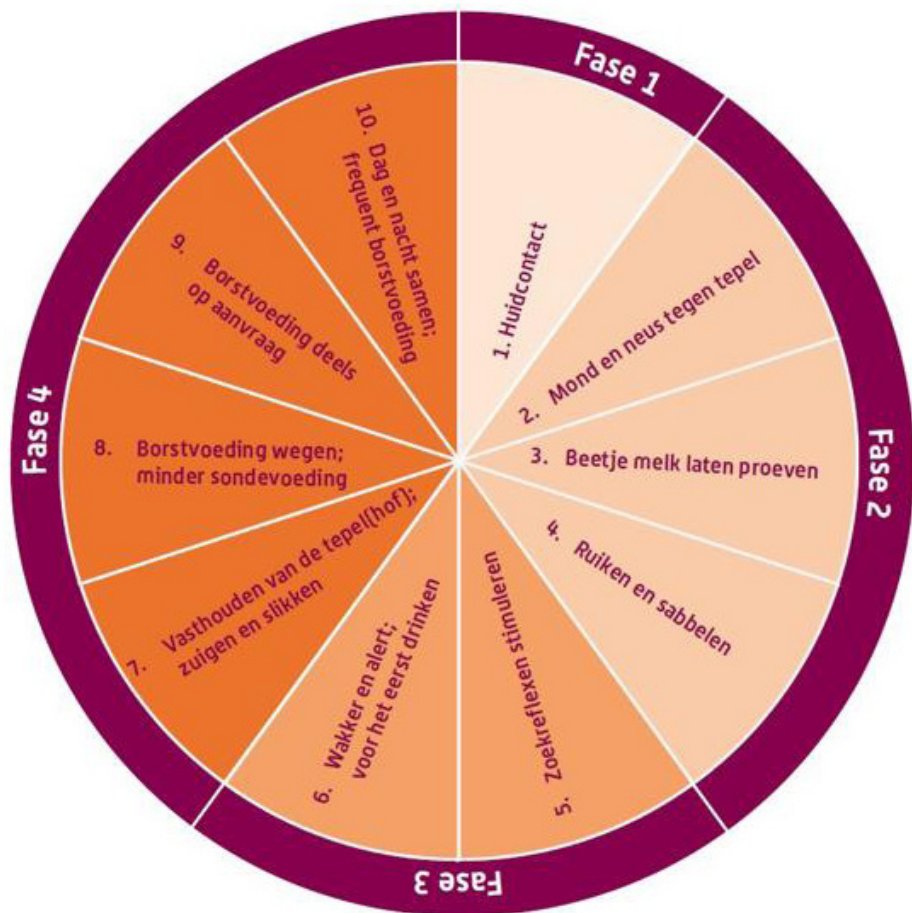 Fase 1
1. Huidcontact
Fase 2
2. Mond en neus tegen tepel
3. Beetje melk laten proeven
4. Ruiken en sabbelen
Fase 3
5. Zoekreflexen stimuleren
6. Wakker en alert;
voor het eerst drinken
Fase 4
7. Vasthouden van de tepel(hof);
zuigen en slikken
8. Borstvoeding wegen;
minder sondevoeding
9. Borstvoeding deels
op aanvraag
10. Dag en nacht samen;
frequent borstvoeding